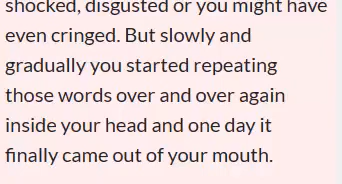 shocked, disgusted or you might have
even cringed. But slowly and
gradually you started repeating
those words over and over again
inside your head and one day it
finally came out of your mouth.